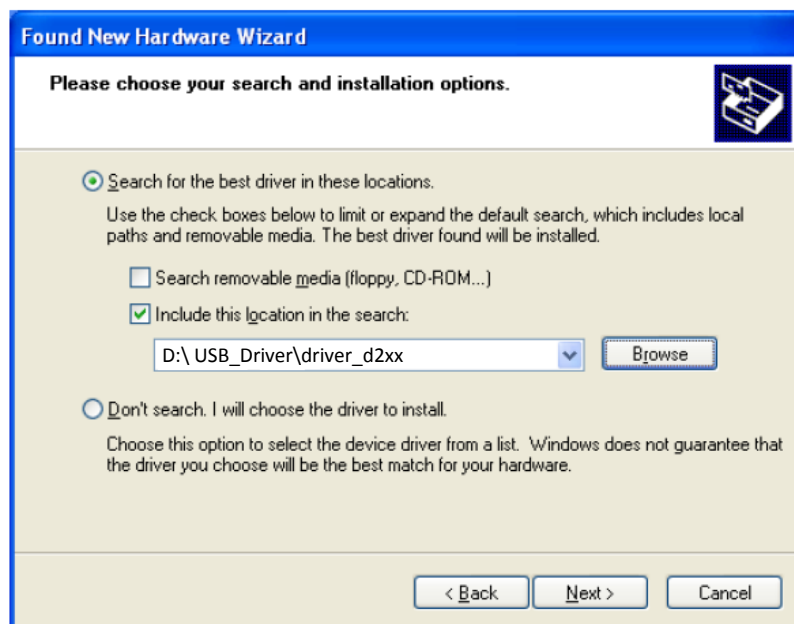 Found New Hardware Wizard
Please choose your search and installation options.
Search for the best driver in these locations.
Use the check boxes below to limit or expand the default search, which includes local
paths and removable media. The best driver found will be installed.
Search removable media (floppy, CD-ROM...)
Include this location in the search:
D:\ USB_Driver\driver_d2xx
Browse
Don't search. I will choose the driver to install.
Choose this option to select the device driver from a list. Windows does not guarantee that
the driver you choose will be the best match for your hardware.
< Back Next > Cancel